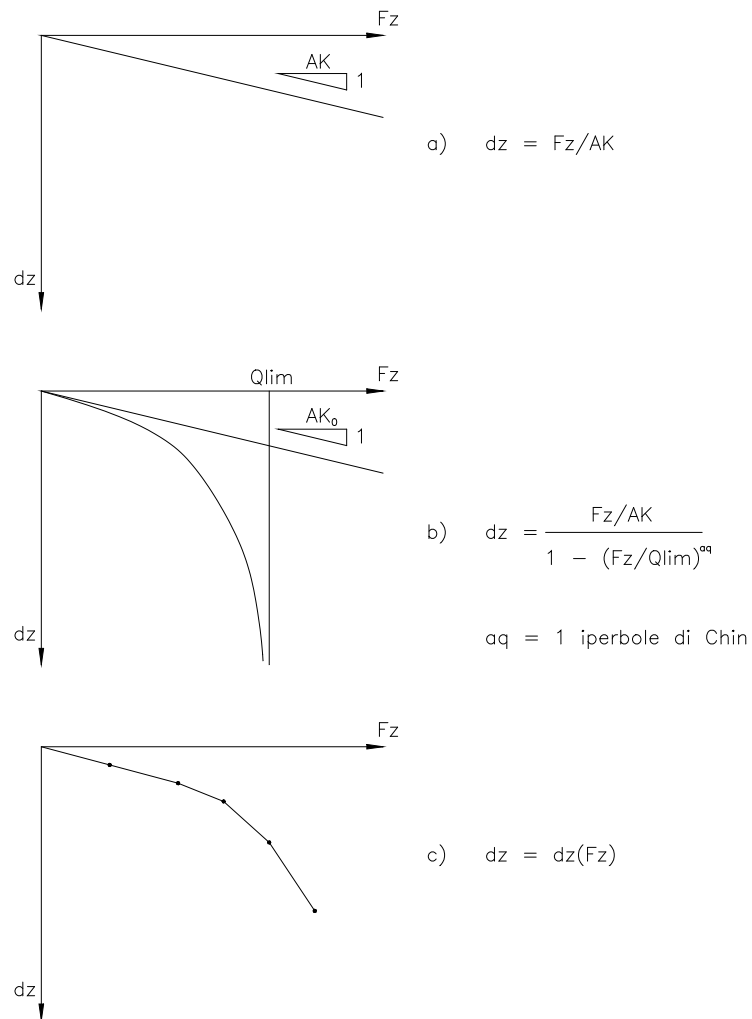 Fz
AK
1
a) dz = Fz/AK
dz
Qlim
Fz
AK₀
1
b) dz = Fz/AK
1 - (Fz/Qlim)^aq
dz
aq = 1 iperbole di Chin
Fz
c) dz = dz(Fz)
dz